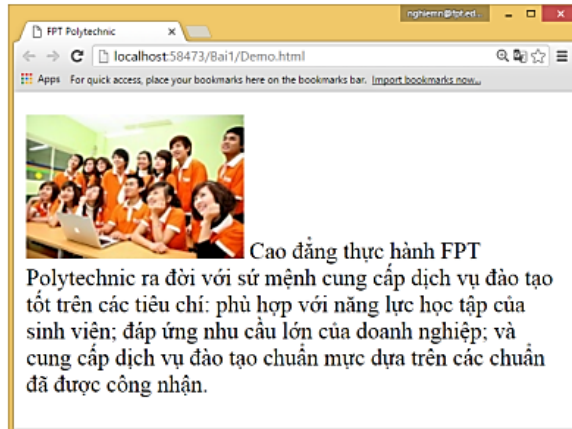 nghiemn@fpt.ed...
FPT Polytechnic
localhost:58473/Bai1/Demo.html
Apps For quick access, place your bookmarks here on the bookmarks bar. Import bookmarks now...
Cao đẳng thực hành FPT
Polytechnic ra đời với sứ mệnh cung cấp dịch vụ đào tạo
tốt trên các tiêu chí: phù hợp với năng lực học tập của
sinh viên; đáp ứng nhu cầu lớn của doanh nghiệp; và
cung cấp dịch vụ đào tạo chuẩn mực dựa trên các chuẩn
đã được công nhận.